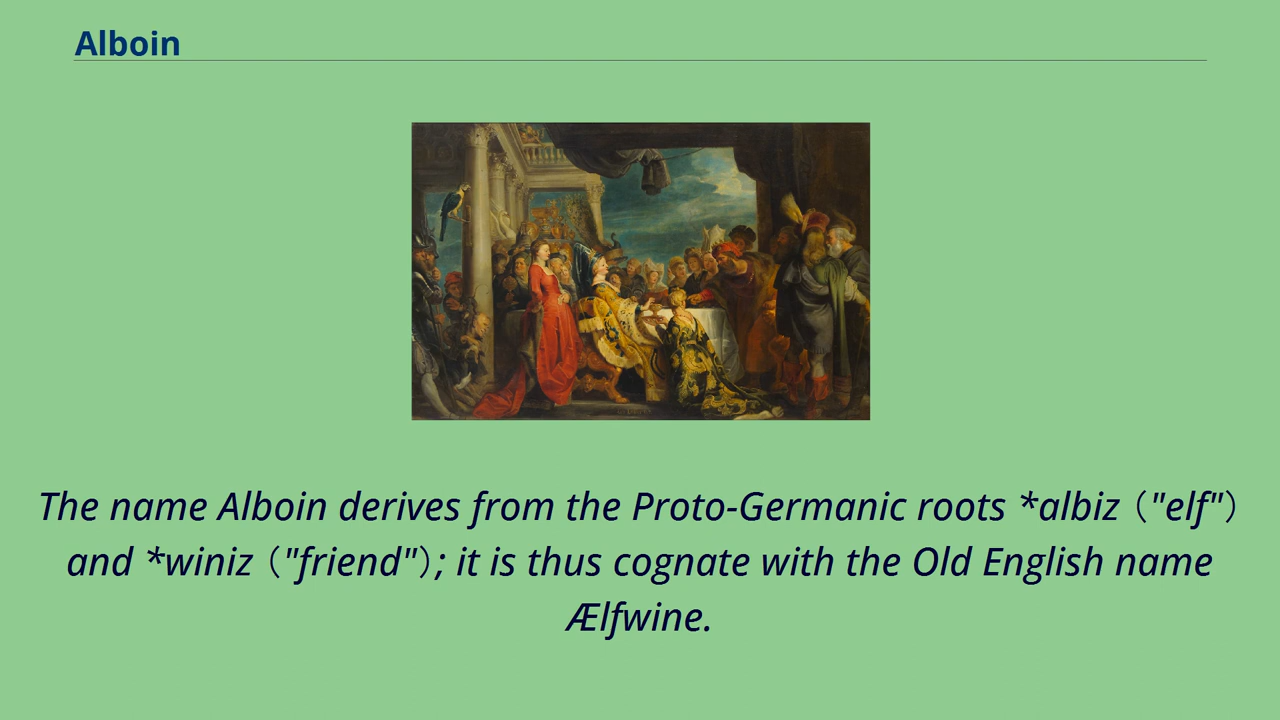 Alboin
The name Alboin derives from the Proto-Germanic roots *albiz（"elf"）
and *winiz（"friend"）; it is thus cognate with the Old English name
Ælfwine.